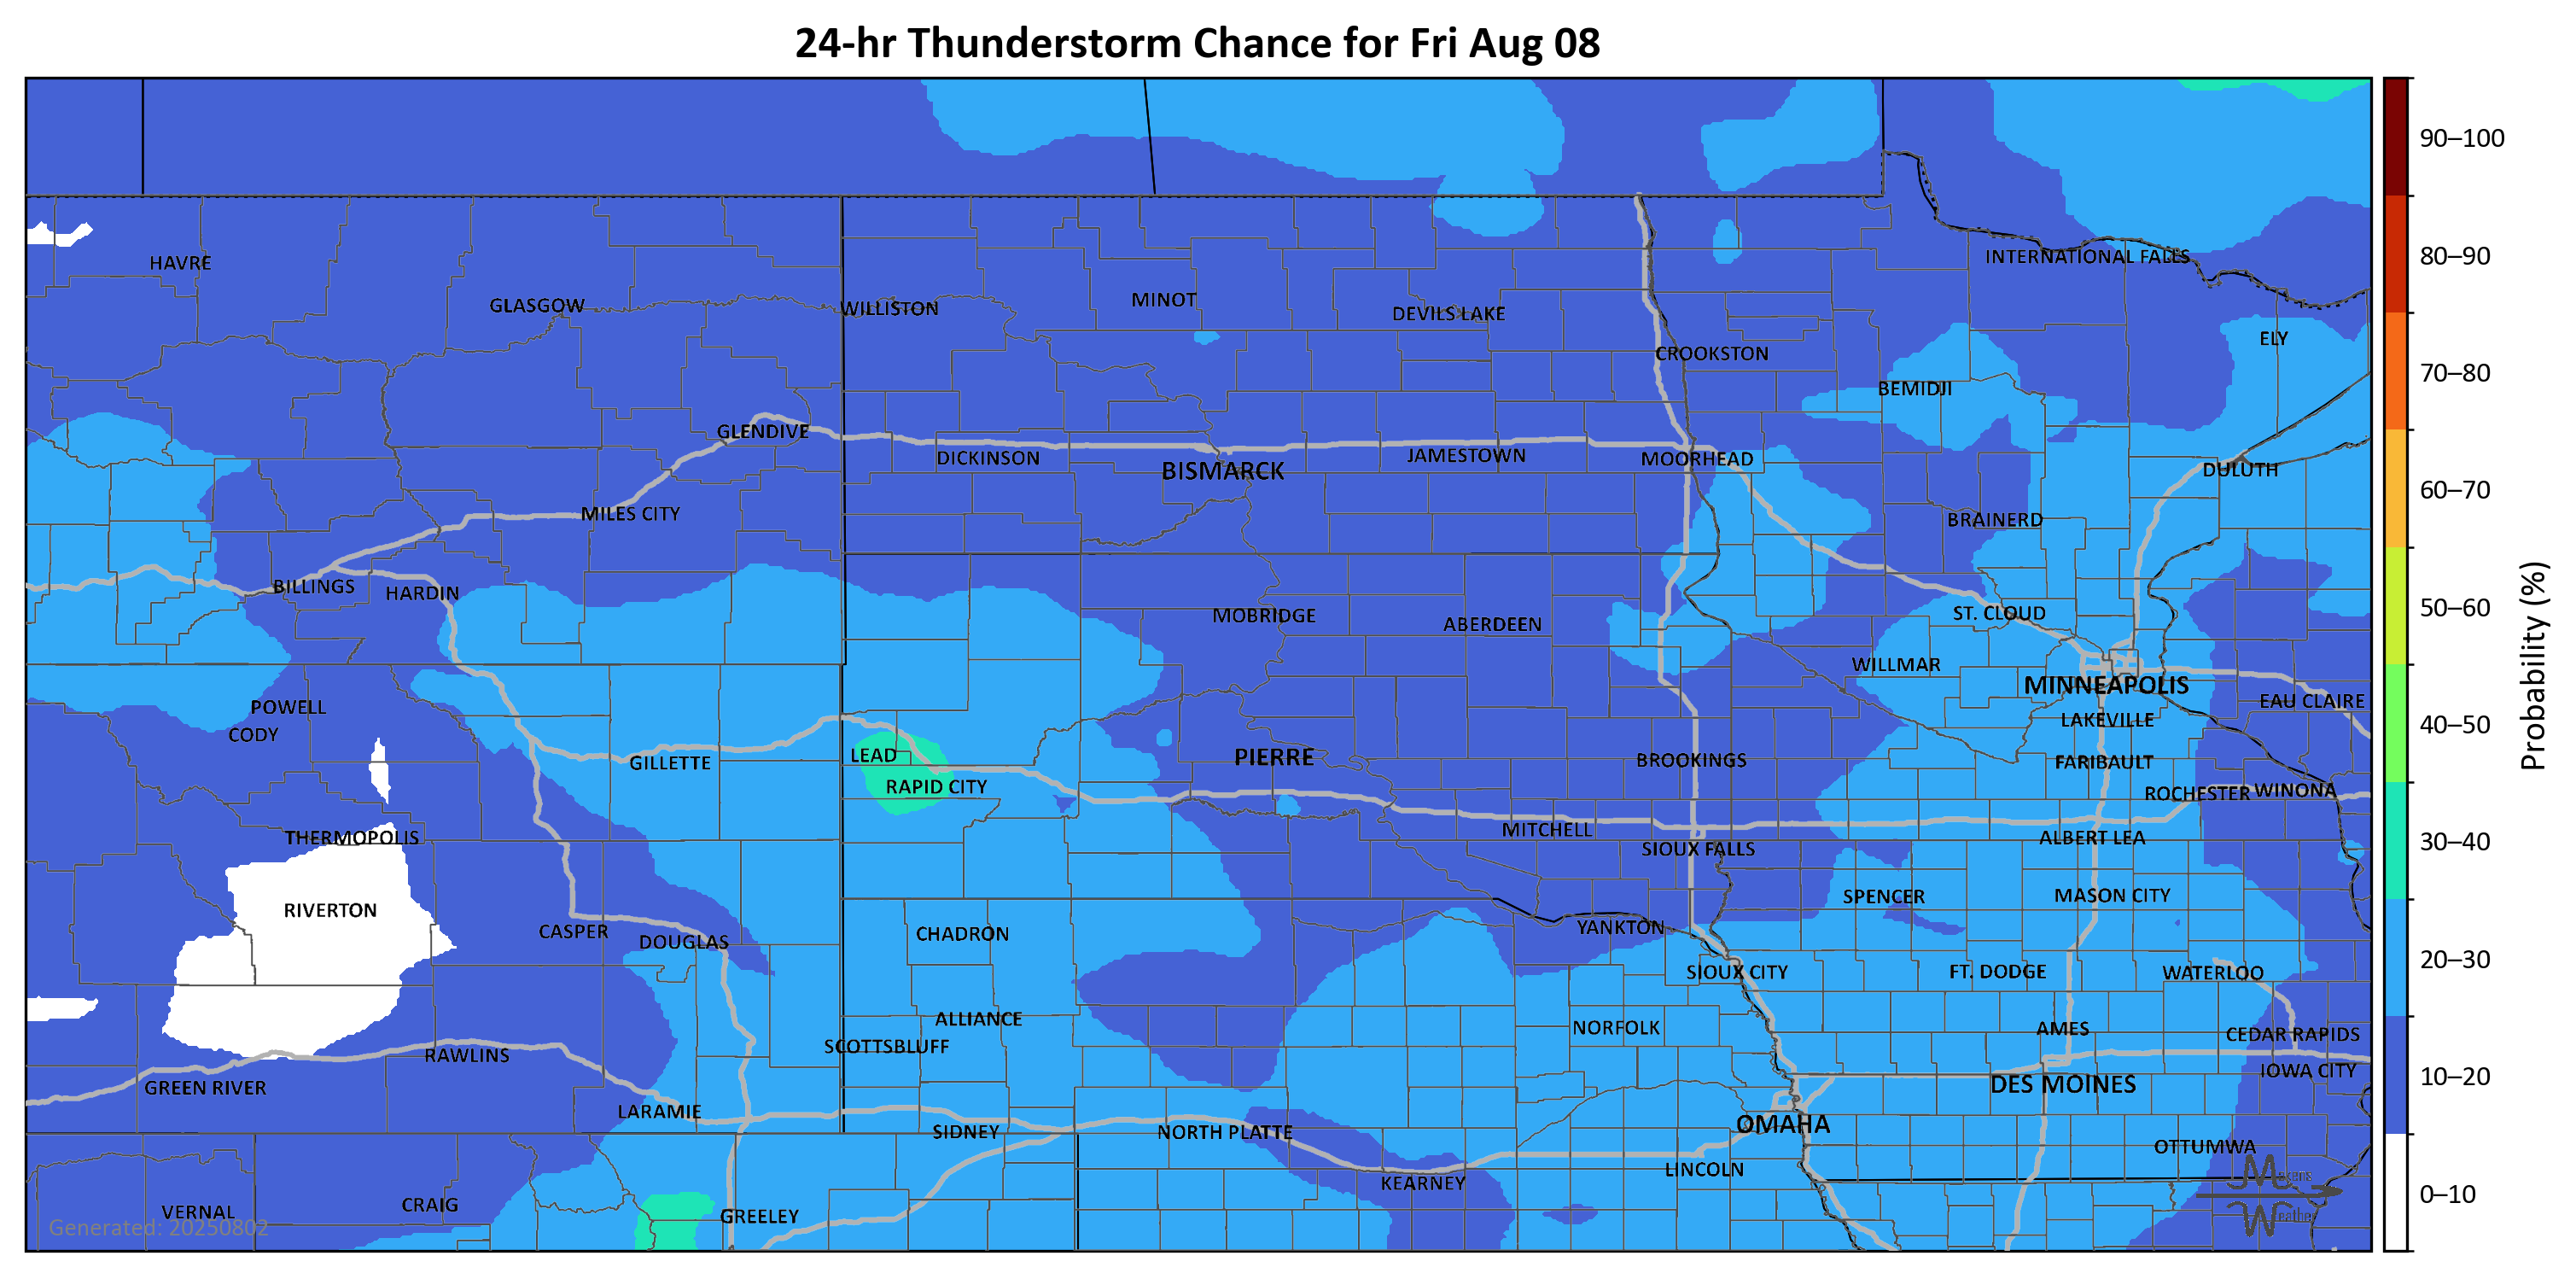 24-hr Thunderstorm Chance for Fri Aug 08
90–100
80–90
70–80
60–70
50–60
40–50
30–40
20–30
10–20
0–10
Probability (%)
HAVRE
INTERNATIONAL FALLS
GLASGOW
WILLISTON
MINOT
DEVILS LAKE
ELY
CROOKSTON
BEMIDJI
GLENDIVE
DICKINSON
BISMARCK
JAMESTOWN
MOORHEAD
DULUTH
MILES CITY
BRAINERD
BILLINGS
HARDIN
MOBRIDGE
ABERDEEN
ST. CLOUD
WILLMAR
MINNEAPOLIS
POWELL
EAU CLAIRE
CODY
LAKEVILLE
GILLETTE
LEAD
PIERRE
BROOKINGS
FARIBAULT
RAPID CITY
ROCHESTER
WINONA
THERMOPOLIS
MITCHELL
ALBERT LEA
SIOUX FALLS
RIVERTON
SPENCER
MASON CITY
CASPER
DOUGLAS
CHADRON
YANKTON
SIOUX CITY
FT. DODGE
WATERLOO
ALLIANCE
NORFOLK
AMES
CEDAR RAPIDS
SCOTTSBLUFF
RAWLINS
IOWA CITY
GREEN RIVER
DES MOINES
LARAMIE
SIDNEY
NORTH PLATTE
OMAHA
OTTUMWA
LINCOLN
KEARNEY
VERNAL
CRAIG
GREELEY
Generated: 20250802
Makens
Weather